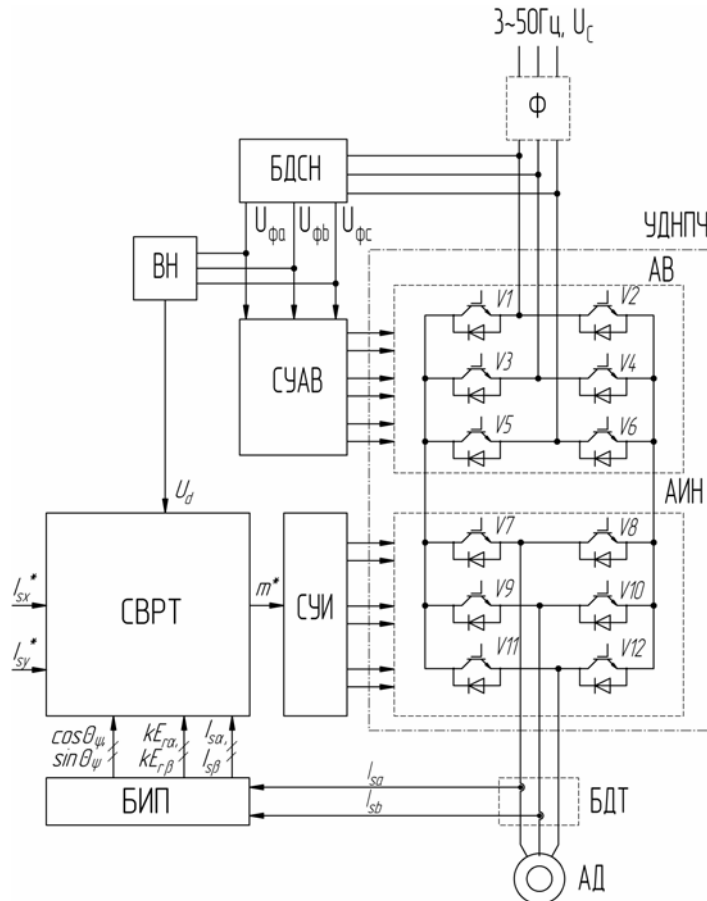 3~50Гц, U_C
Ф
БДСН
U_фa U_фb U_фc
УДНПЧ
ВН
АВ
V1 V2
СУАВ
V3 V4
V5 V6
U_d
АИН
V7 V8
I_sx*
СВРТ
m*
СУИ
V9 V10
I_sy*
V11 V12
cosΘ_ψ, kE_rα, I_sα,
sinΘ_ψ kE_rβ I_sβ
БИП
I_sa
I_sb
БДТ
АД